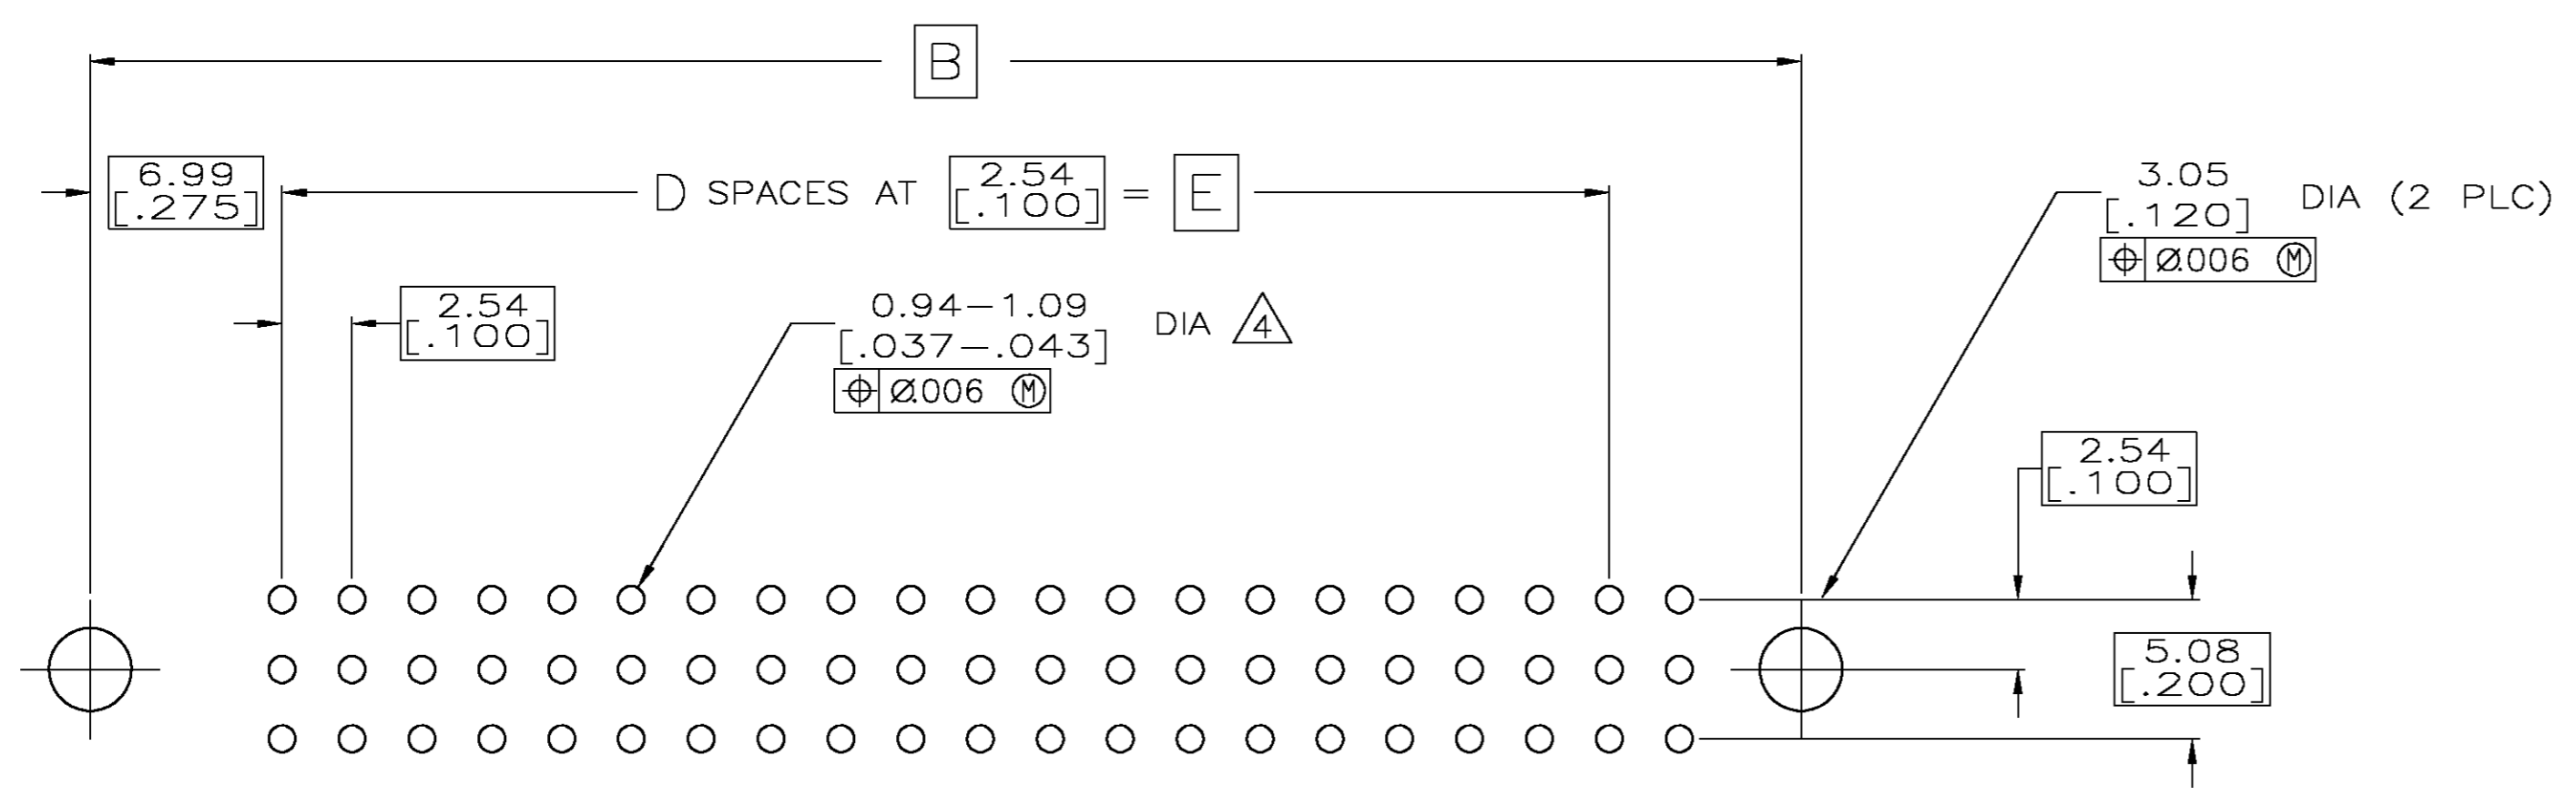 B
6.99
[.275]
D SPACES AT 2.54 [.100] = E
3.05
[.120]
DIA (2 PLC)
⌖ Ø.006 Ⓜ
2.54
[.100]
0.94-1.09
[.037-.043]
DIA 4
⌖ Ø.006 Ⓜ
2.54
[.100]
5.08
[.200]